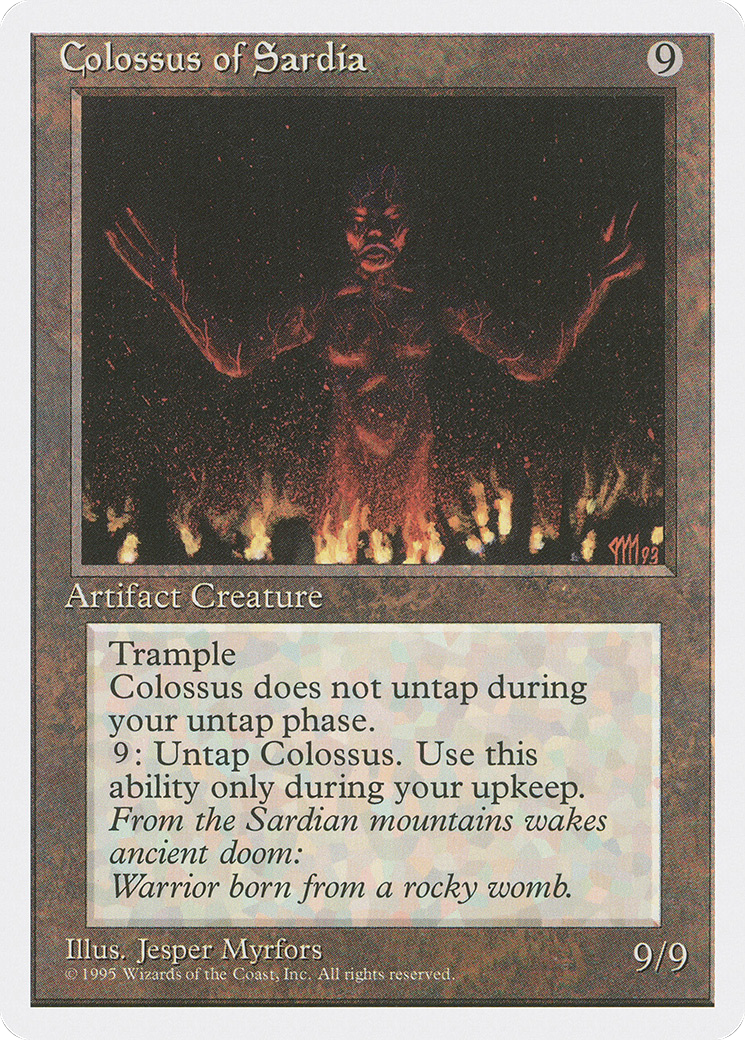 Colossus of Sardia
9
JM93
Artifact Creature
Trample
Colossus does not untap during
your untap phase.
9: Untap Colossus. Use this
ability only during your upkeep.
From the Sardian mountains wakes
ancient doom:
Warrior born from a rocky womb.
Illus. Jesper Myrfors
9/9
© 1995 Wizards of the Coast, Inc. All rights reserved.